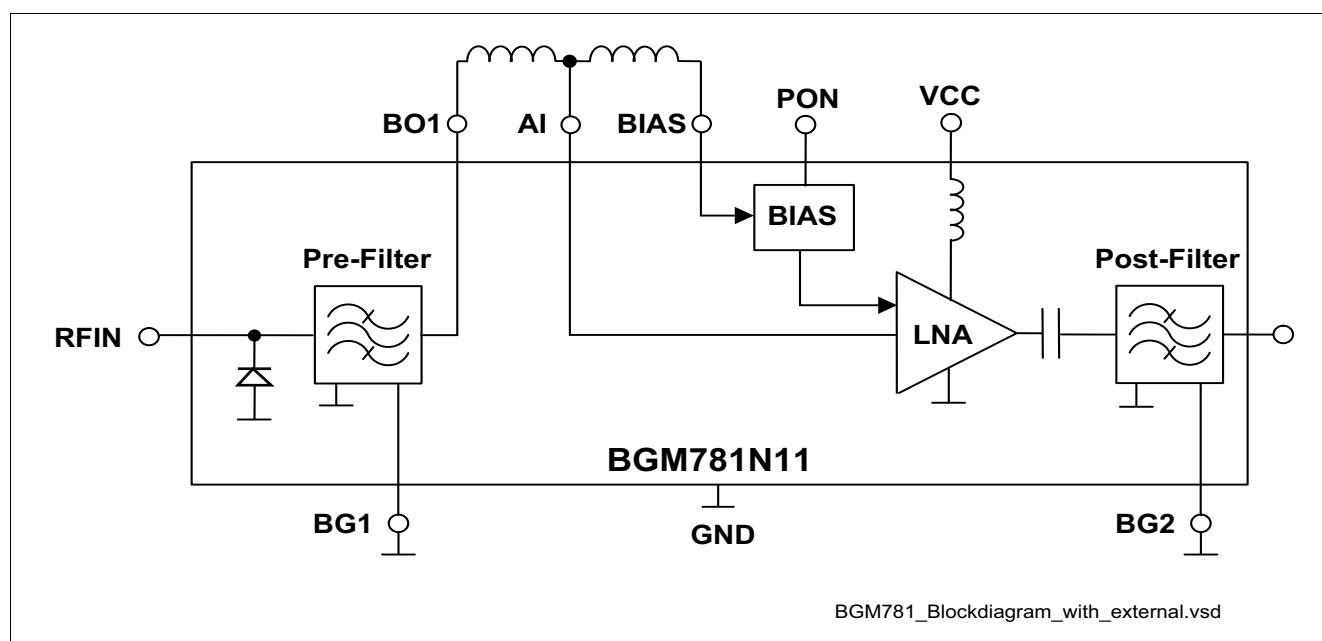 BO1
AI
BIAS
PON
VCC
BIAS
Pre-Filter
Post-Filter
RFIN
LNA
BGM781N11
BG1
GND
BG2
BGM781_Blockdiagram_with_external.vsd